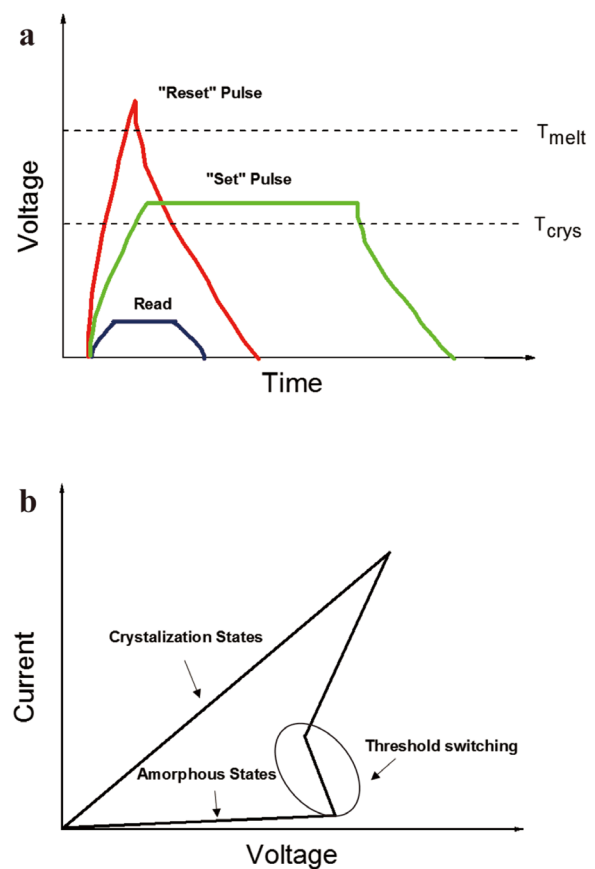 a
"Reset" Pulse
Tmelt
"Set" Pulse
Tcrys
Read
Voltage
Time
b
Crystalization States
Threshold switching
Amorphous States
Current
Voltage